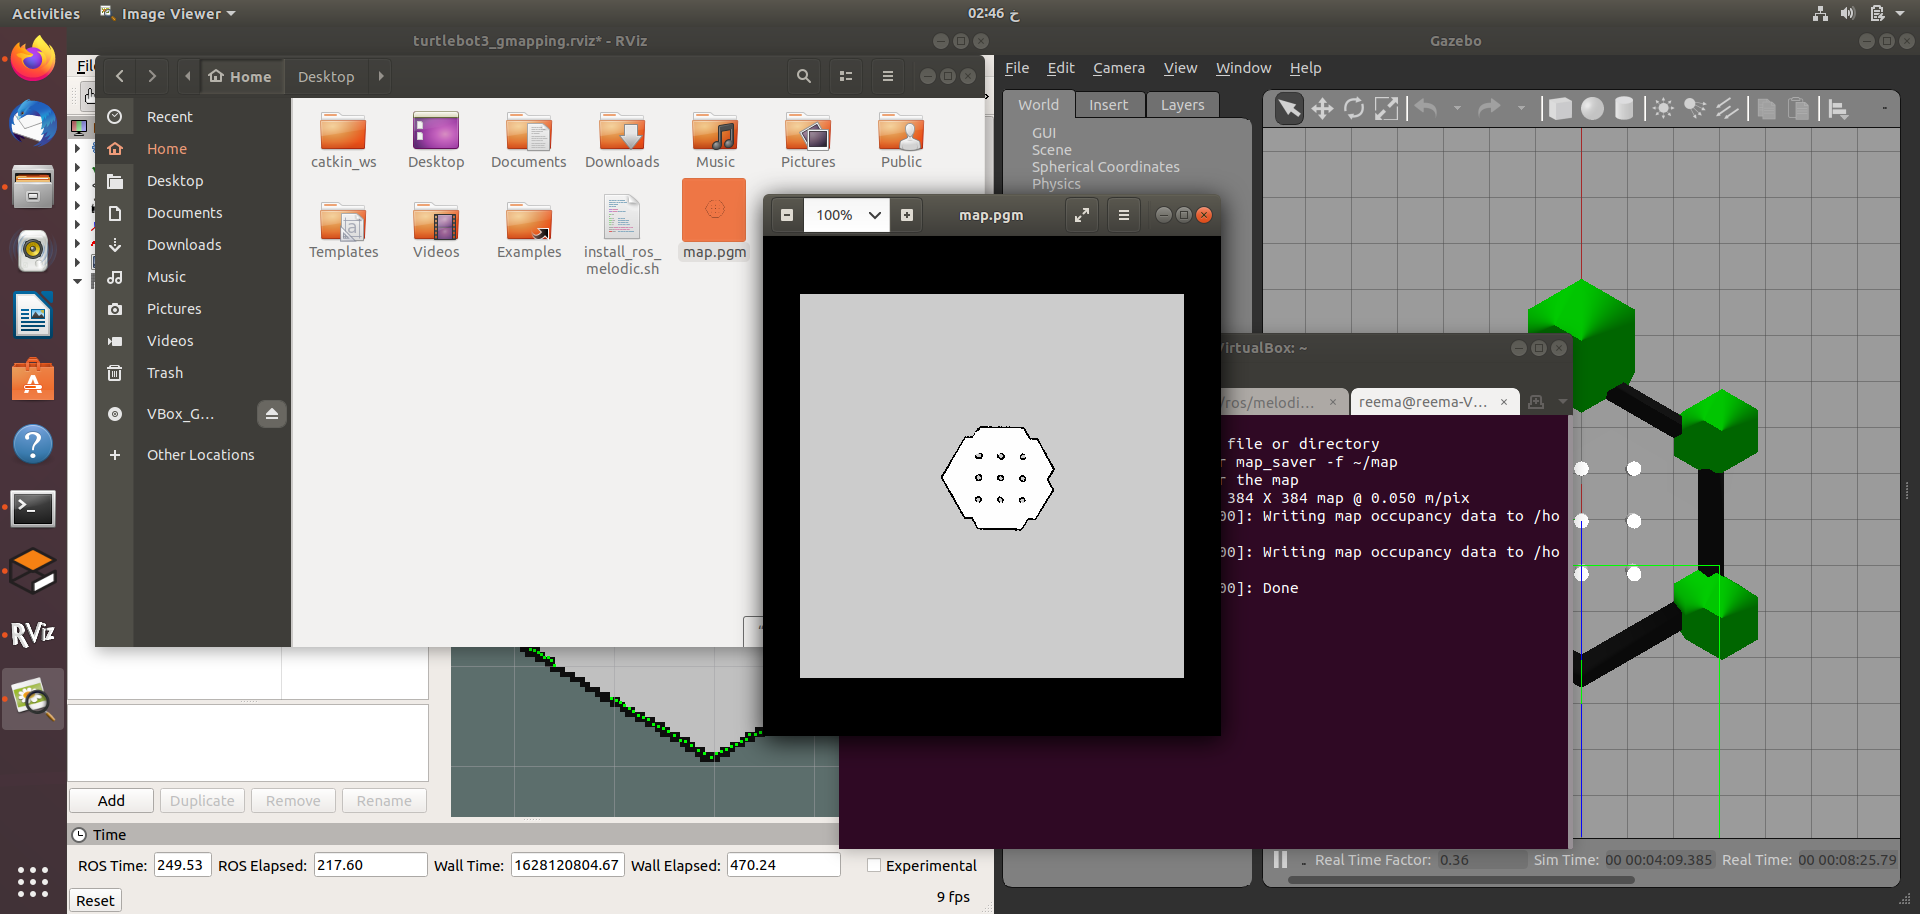 Activities
Image Viewer
02:46 خ
turtlebot3_gmapping.rviz* - RViz
Gazebo
Home
Desktop
Recent
Home
Desktop
Documents
Downloads
Music
Pictures
Videos
Trash
VBox_G...
Other Locations
catkin_ws
Desktop
Documents
Downloads
Music
Pictures
Public
Templates
Videos
Examples
install_ros_
melodic.sh
map.pgm
100%
map.pgm
File Edit Camera View Window Help
World Insert Layers
GUI
Scene
Spherical Coordinates
Physics
VirtualBox: ~
/ros/melodi...
reema@reema-V...
file or directory
map_saver -f ~/map
the map
384 X 384 map @ 0.050 m/pix
00]: Writing map occupancy data to /ho
00]: Writing map occupancy data to /ho
00]: Done
RViz
Add Duplicate Remove Rename
Time
ROS Time: 249.53 ROS Elapsed: 217.60 Wall Time: 1628120804.67 Wall Elapsed: 470.24 Experimental
Reset
9 fps
Real Time Factor: 0.36 Sim Time: 00 00:04:09.385 Real Time: 00 00:08:25.79